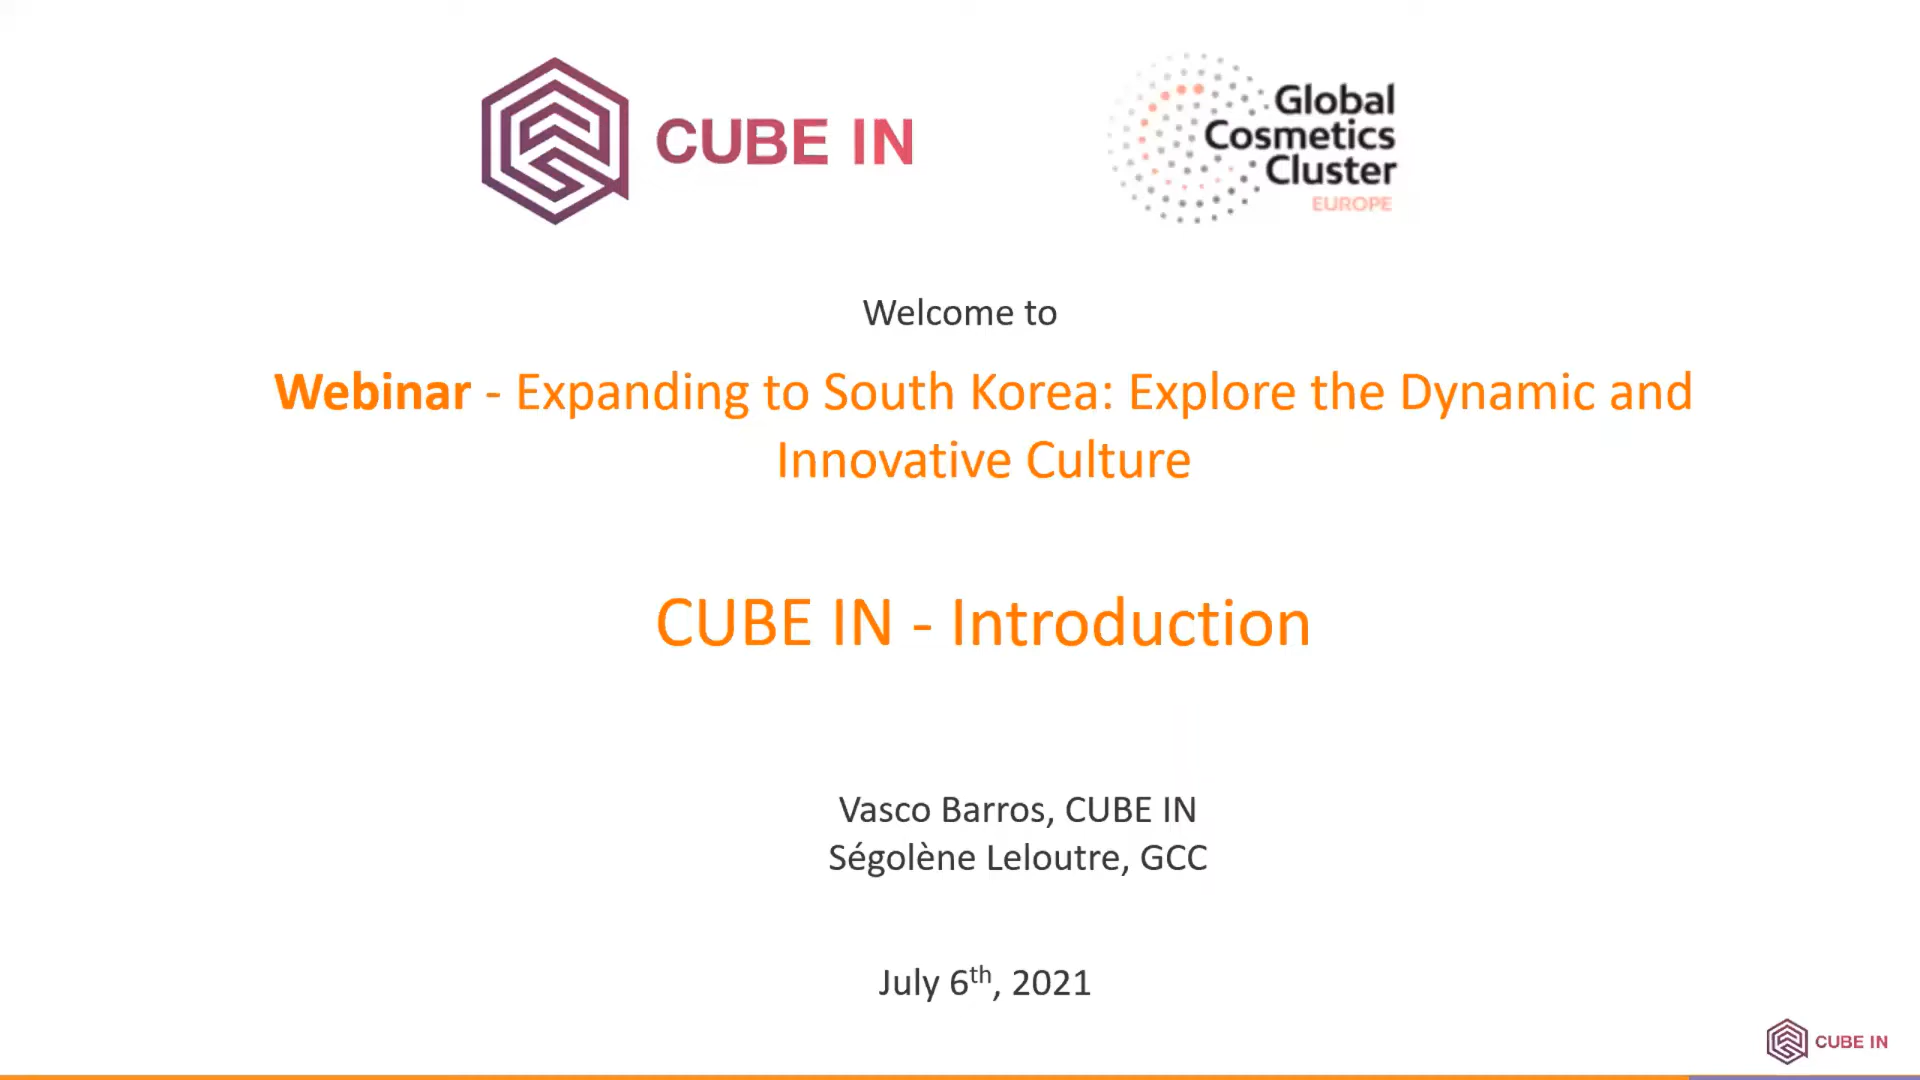 CUBE IN
Global
Cosmetics
Cluster
EUROPE
Welcome to
Webinar - Expanding to South Korea: Explore the Dynamic and
Innovative Culture
CUBE IN - Introduction
Vasco Barros, CUBE IN
Ségolène Leloutre, GCC
July 6th, 2021
CUBE IN